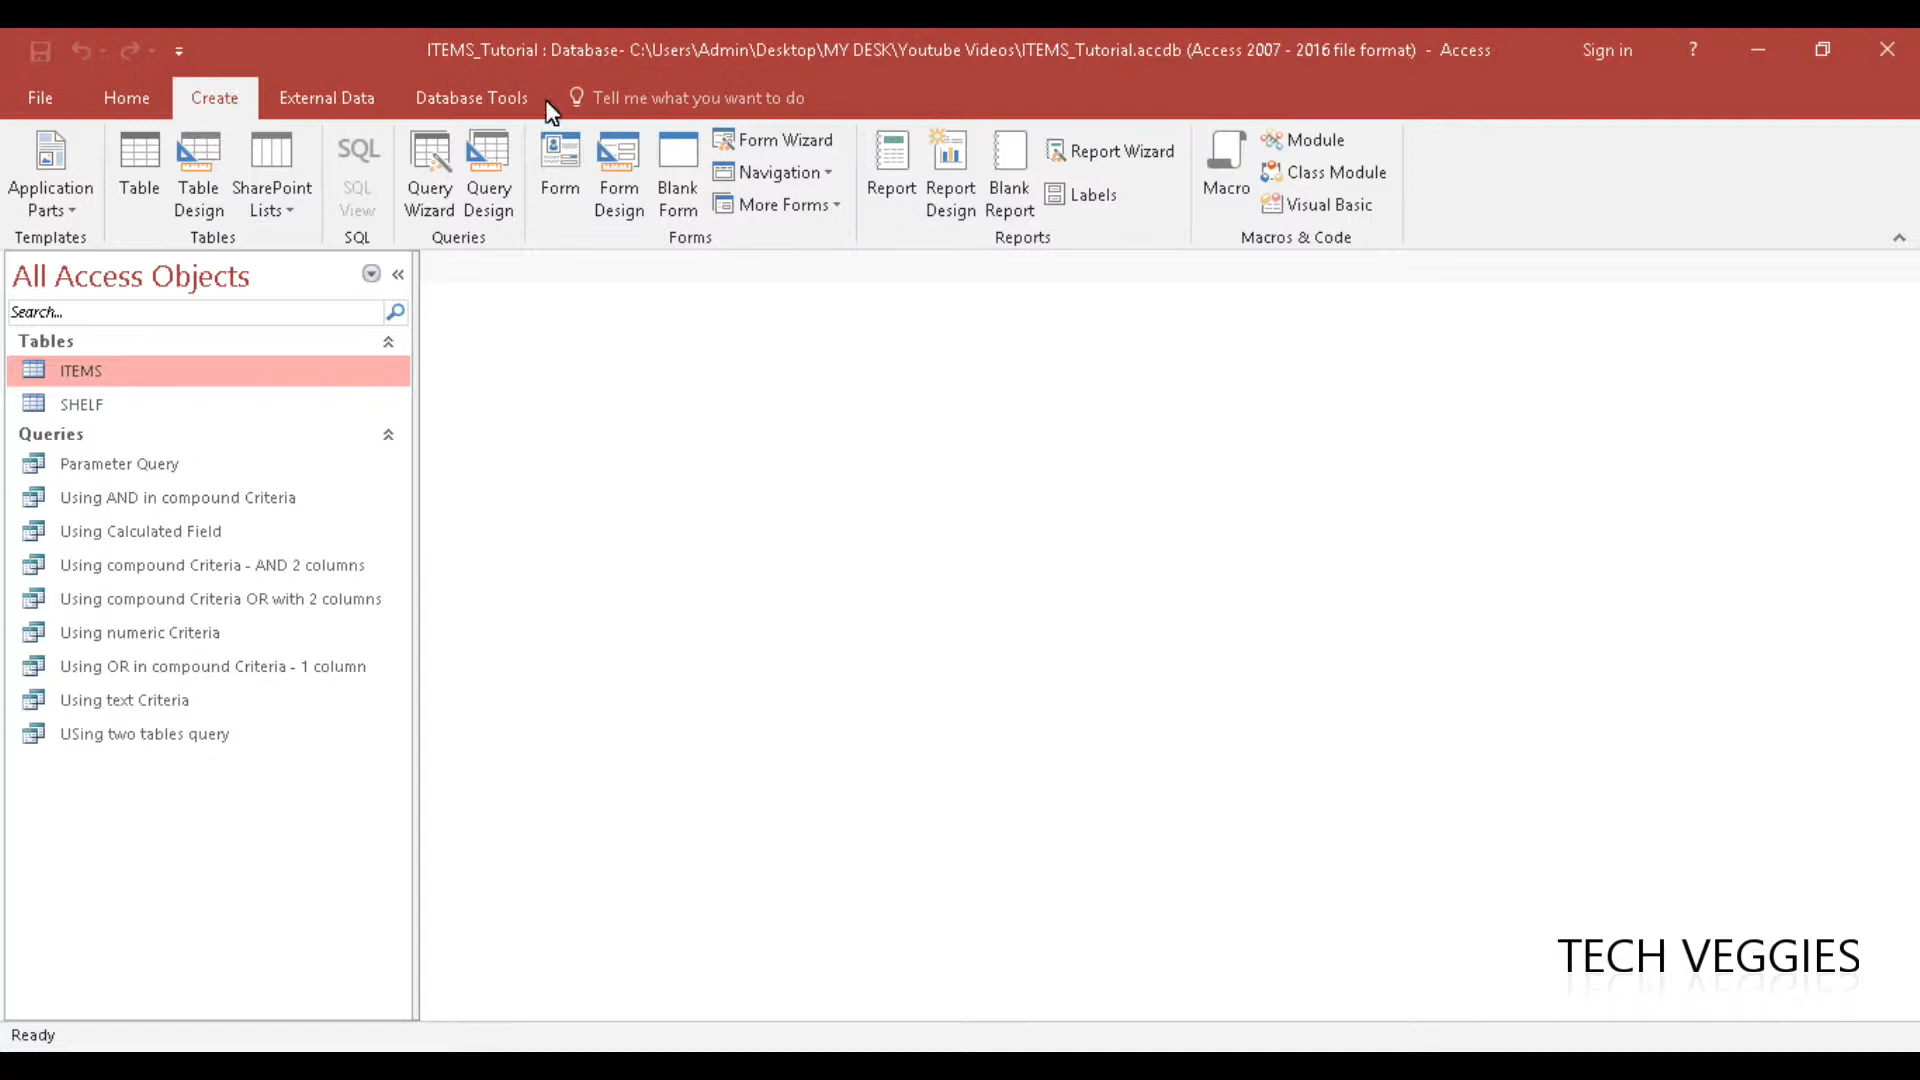 ITEMS_Tutorial : Database- C:\Users\Admin\Desktop\MY DESK\Youtube Videos\ITEMS_Tutorial.accdb (Access 2007 - 2016 file format) - Access
Sign in
?
File
Home
Create
External Data
Database Tools
Tell me what you want to do
Application Parts
Table
Table Design
SharePoint Lists
SQL
SQL View
Query Wizard
Query Design
Form
Form Design
Blank Form
Form Wizard
Navigation
More Forms
Report
Report Design
Blank Report
Report Wizard
Labels
Macro
Module
Class Module
Visual Basic
Templates
Tables
SQL
Queries
Forms
Reports
Macros & Code
All Access Objects
Search...
Tables
ITEMS
SHELF
Queries
Parameter Query
Using AND in compound Criteria
Using Calculated Field
Using compound Criteria - AND 2 columns
Using compound Criteria OR with 2 columns
Using numeric Criteria
Using OR in compound Criteria - 1 column
Using text Criteria
USing two tables query
TECH VEGGIES
Ready